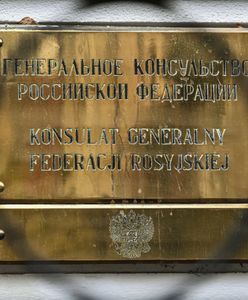 ГЕНЕРАЛЬНОЕ КОНСУЛЬСТВО
РОССИЙСКОЙ ФЕДЕРАЦИИ
KONSULAT GENERALNY
FEDERACJI ROSYJSKIEJ